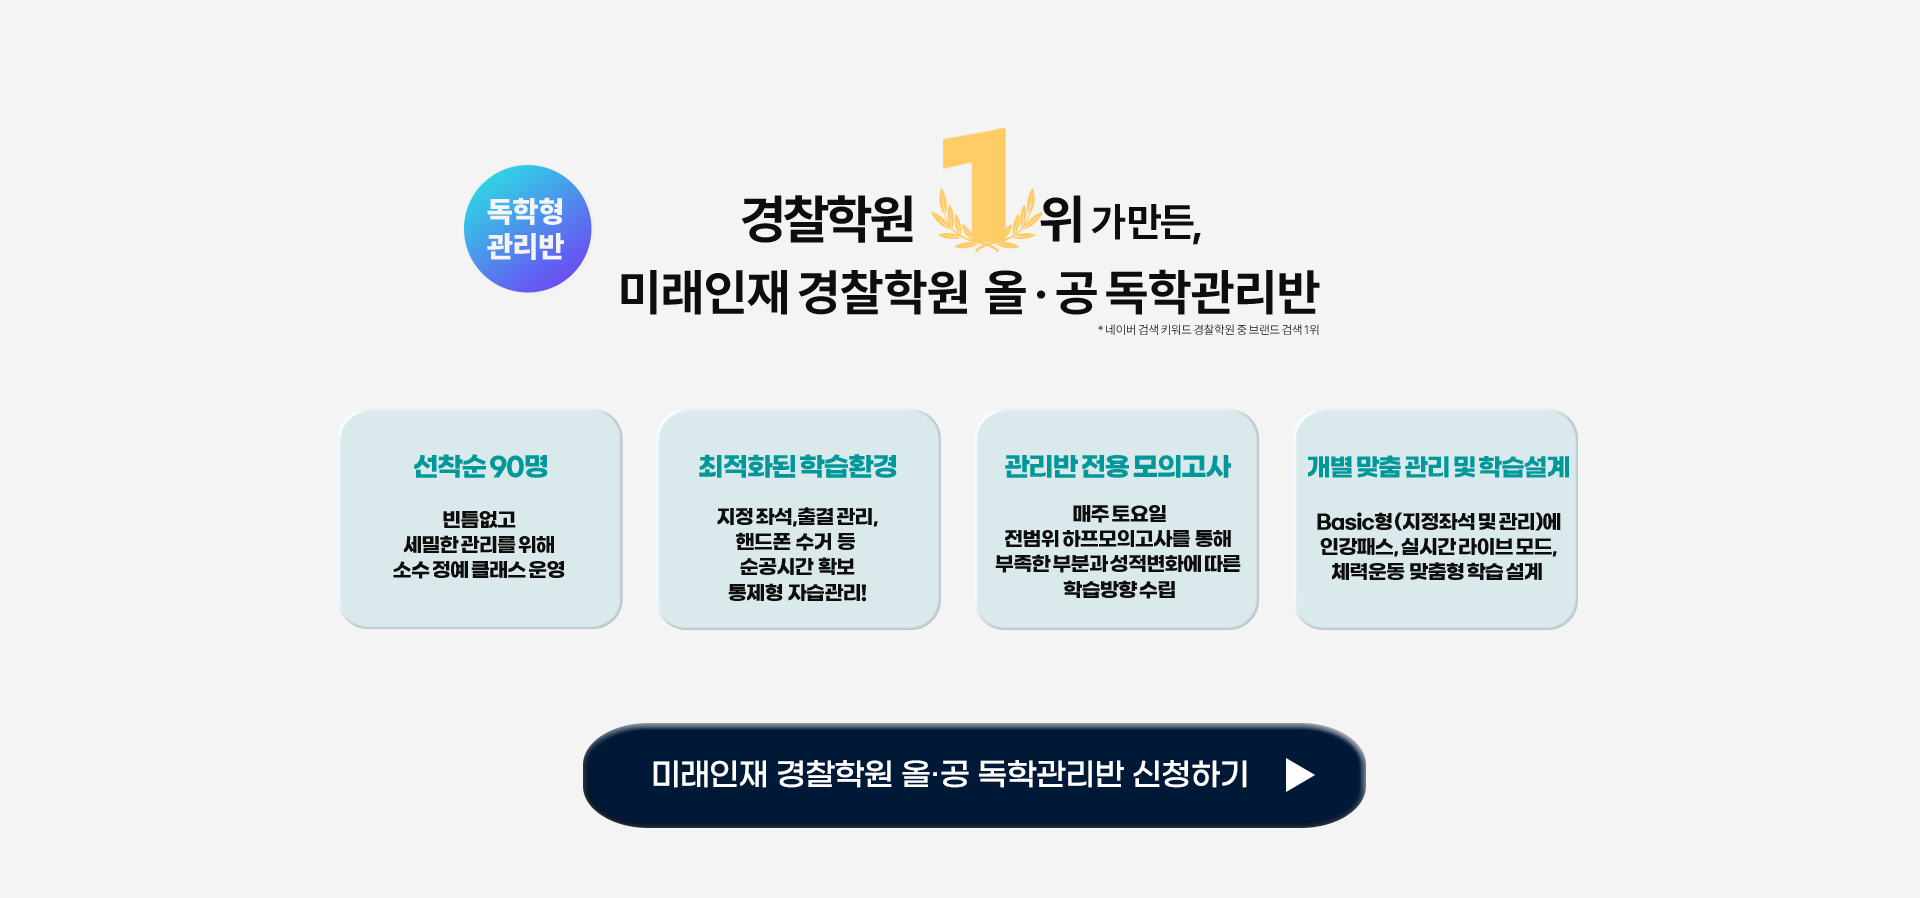 독학형
관리반
경찰학원 1위 가 만든,
미래인재 경찰학원 올·공 독학관리반
* 네이버 검색 키워드 경찰학원 중 브랜드 검색 1위
선착순 90명
빈틈없고
세밀한 관리를 위해
소수 정예 클래스 운영
최적화된 학습환경
지정 좌석,출결 관리,
핸드폰 수거 등
순공시간 확보
통제형 자습관리!
관리반 전용 모의고사
매주 토요일
전범위 하프모의고사를 통해
부족한 부분과 성적변화에 따른
학습방향 수립
개별 맞춤 관리 및 학습설계
Basic형 (지정좌석 및 관리)에
인강패스, 실시간 라이브 모드,
체력운동 맞춤형 학습 설계
미래인재 경찰학원 올·공 독학관리반 신청하기